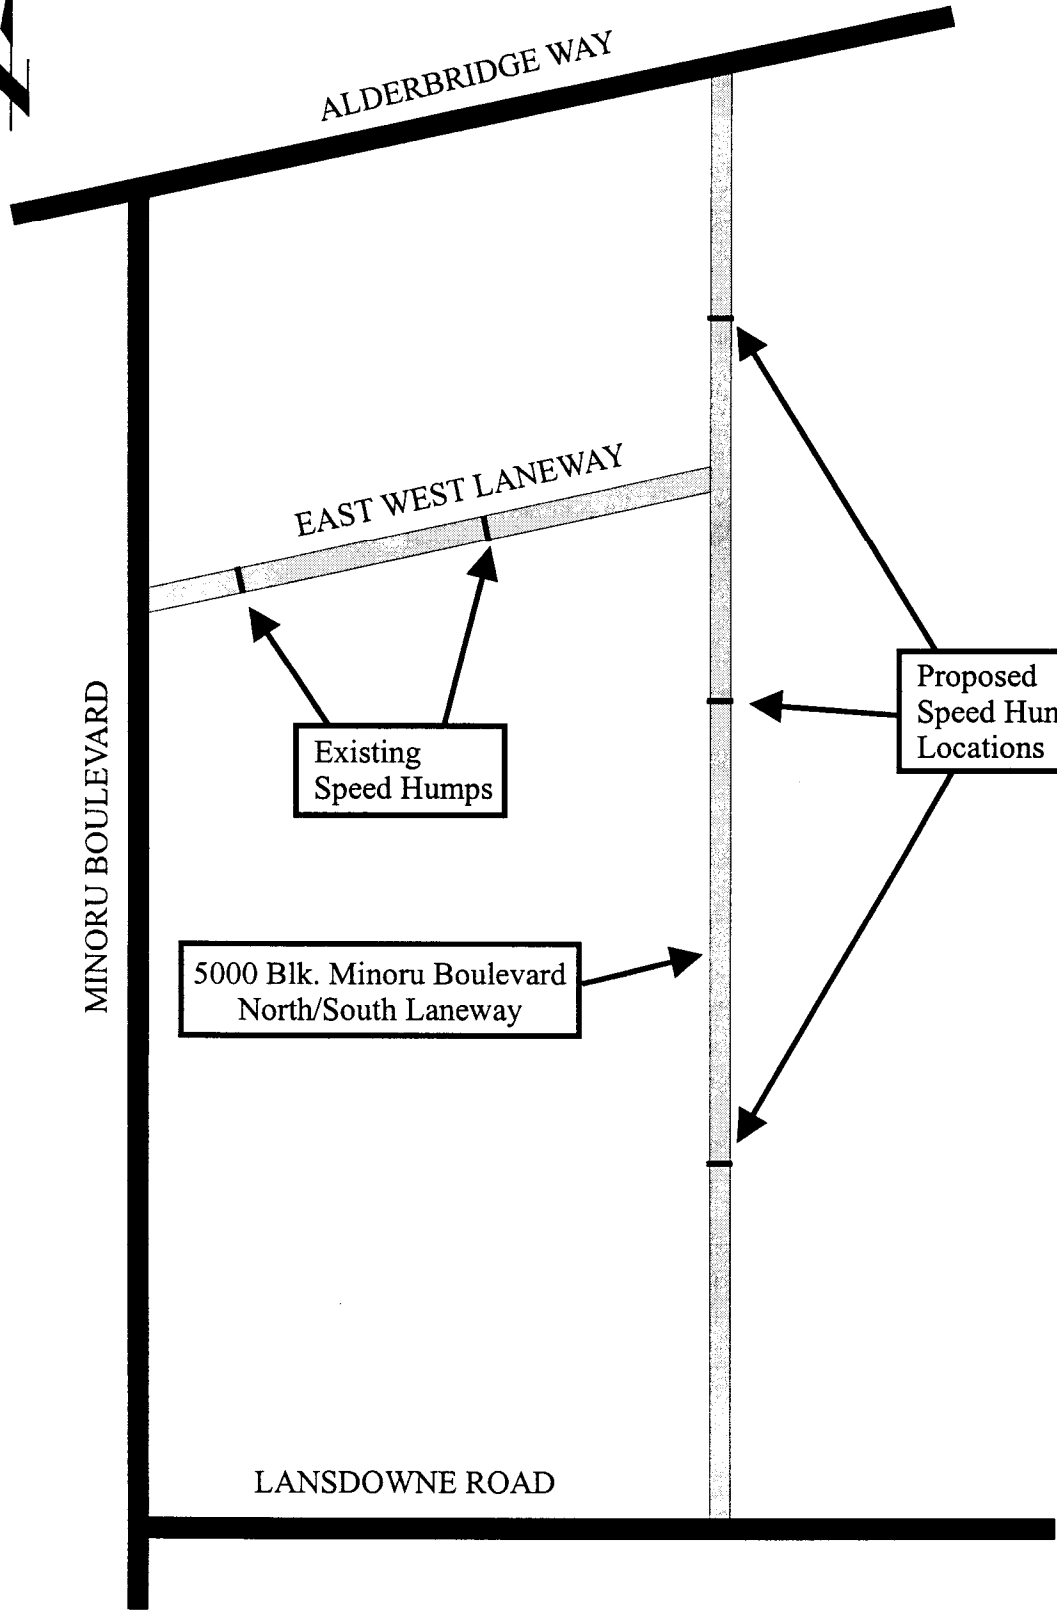 ALDERBRIDGE WAY
EAST WEST LANEWAY
Proposed
Speed Hum
Locations
Existing
Speed Humps
MINORU BOULEVARD
5000 Blk. Minoru Boulevard
North/South Laneway
LANSDOWNE ROAD